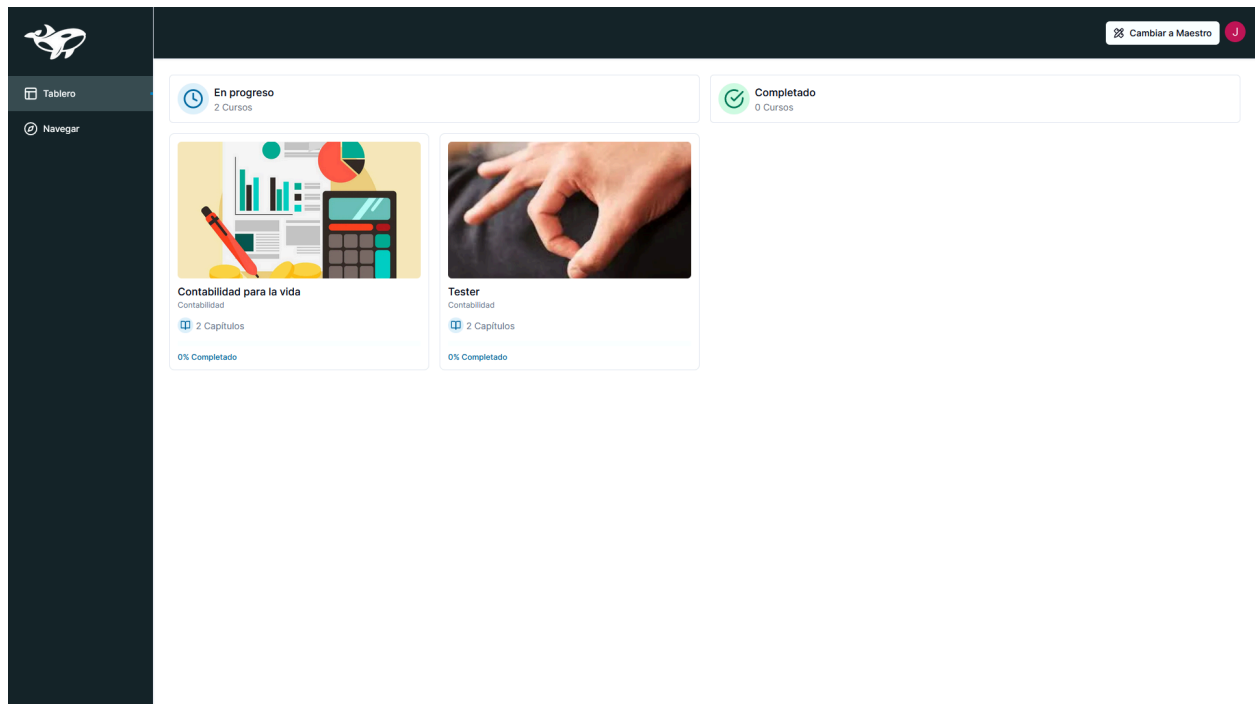 Cambiar a Maestro
J
Tablero
Navegar
En progreso
2 Cursos
Completado
0 Cursos
Contabilidad para la vida
Contabilidad
2 Capítulos
0% Completado
Tester
Contabilidad
2 Capítulos
0% Completado